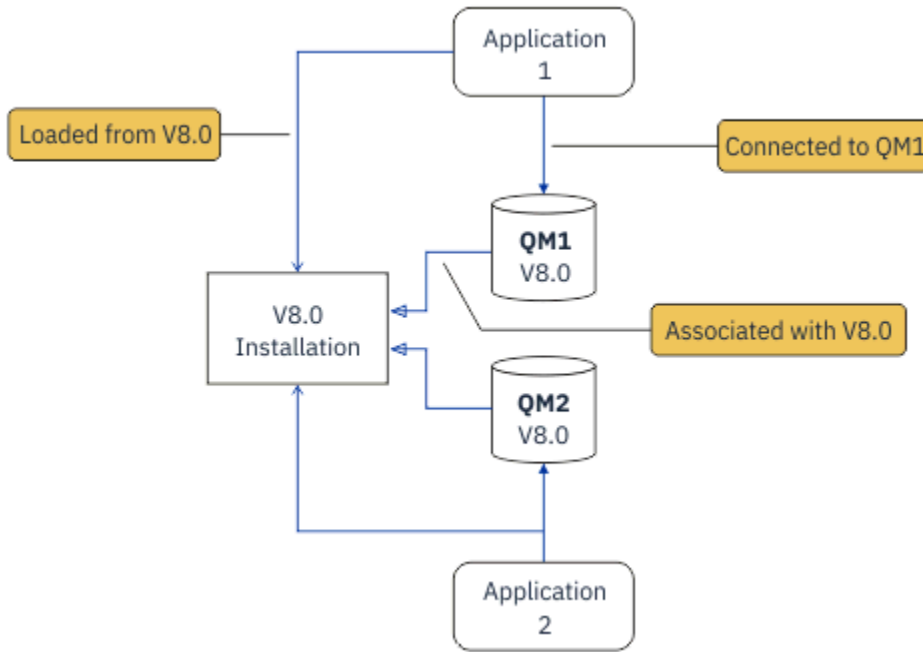 Application
1
Loaded from V8.0
Connected to QM1
QM1
V8.0
V8.0
Installation
Associated with V8.0
QM2
V8.0
Application
2